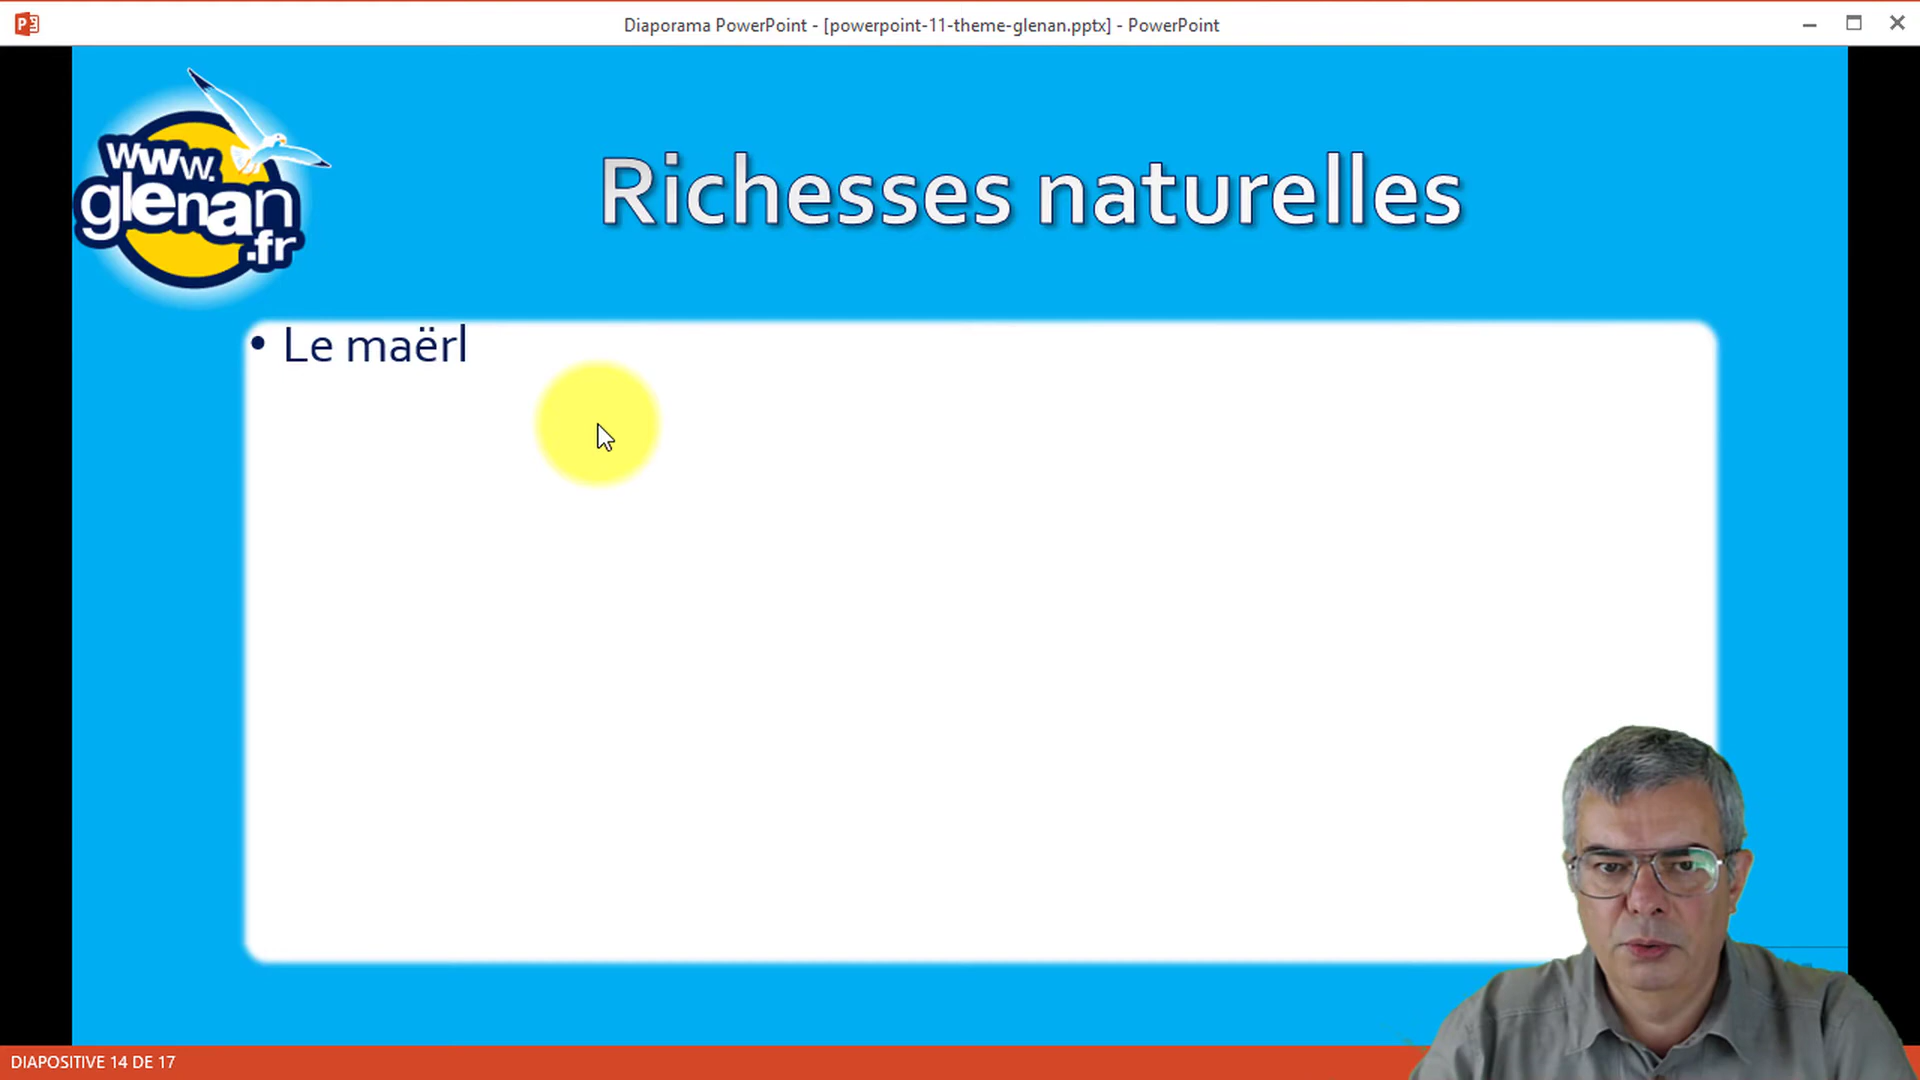 Diaporama PowerPoint - [powerpoint-11-theme-glenan.pptx] - PowerPoint
www.
glenan
.fr
Richesses naturelles
• Le maërl
DIAPOSITIVE 14 DE 17